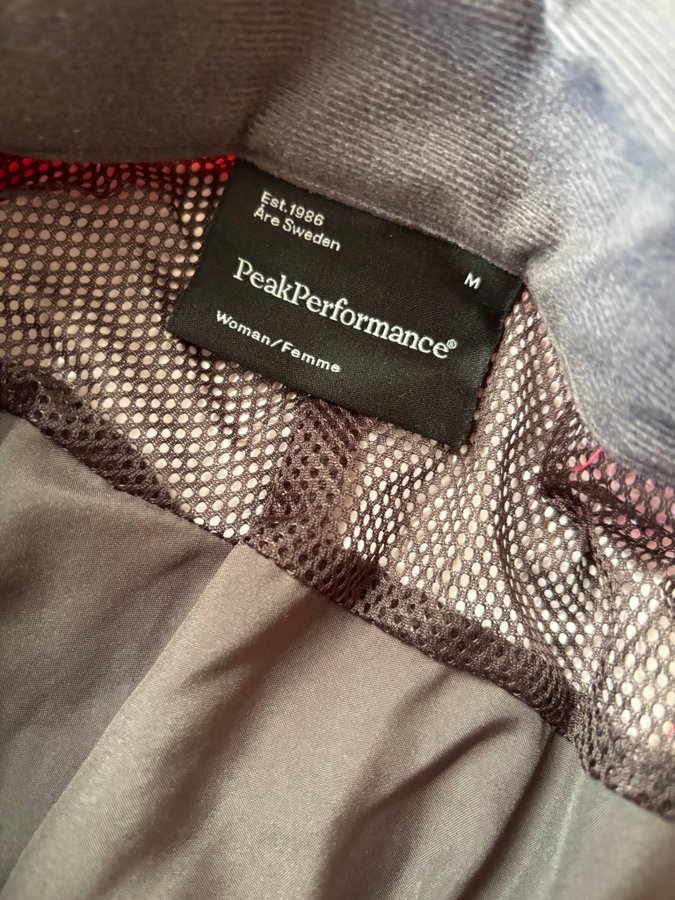 Est.1986
Åre Sweden
M
PeakPerformance®
Woman/Femme